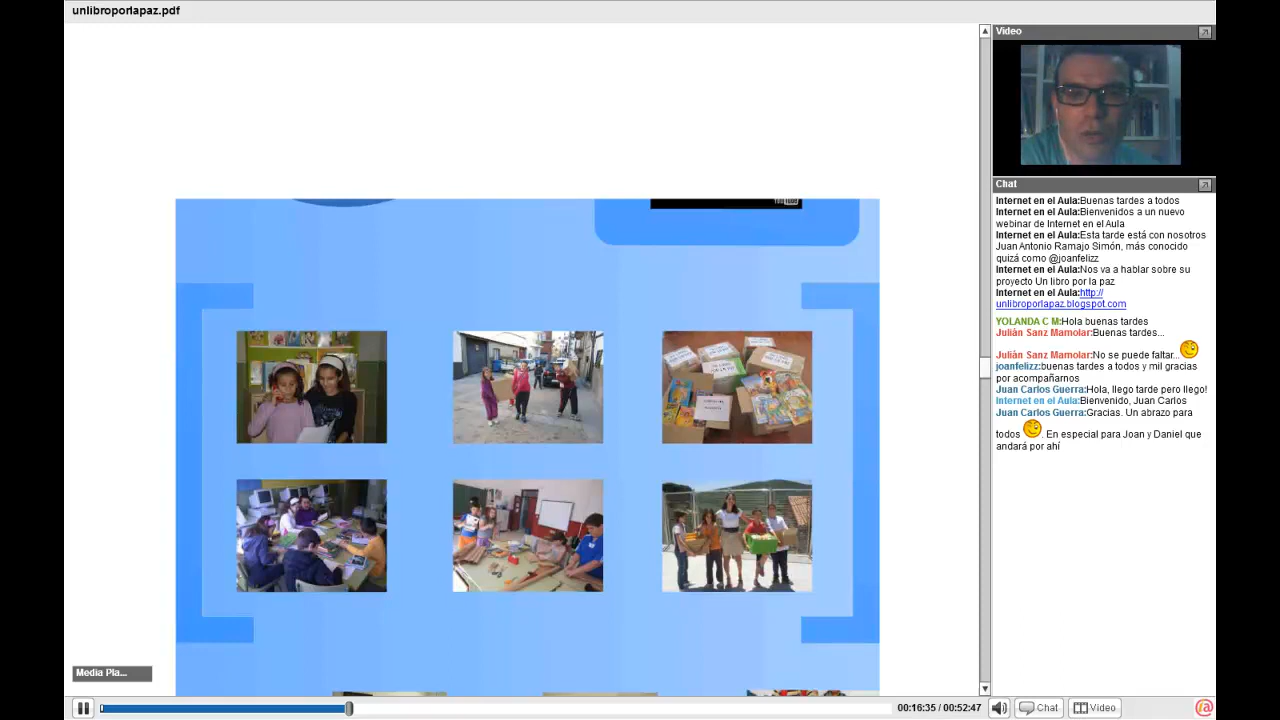 unlibroporlapaz.pdf
Video
Chat
Internet en el Aula:Buenas tardes a todos
Internet en el Aula:Bienvenidos a un nuevo
webinar de Internet en el Aula
Internet en el Aula:Esta tarde está con nosotros
Juan Antonio Ramajo Simón, más conocido
quizá como @joanfelizz
Internet en el Aula:Nos va a hablar sobre su
proyecto Un libro por la paz
Internet en el Aula:http://
unlibroporlapaz.blogspot.com
YOLANDA C M:Hola buenas tardes
Julián Sanz Mamolar:Buenas tardes...
Julián Sanz Mamolar:No se puede faltar...
joanfelizz:buenas tardes a todos y mil gracias
por acompañarnos
Juan Carlos Guerra:Hola, llego tarde pero llego!
Internet en el Aula:Bienvenido, Juan Carlos
Juan Carlos Guerra:Gracias. Un abrazo para
todos . En especial para Joan y Daniel que
andará por ahí
Media Pla...
00:16:35 / 00:52:47
Chat
Video